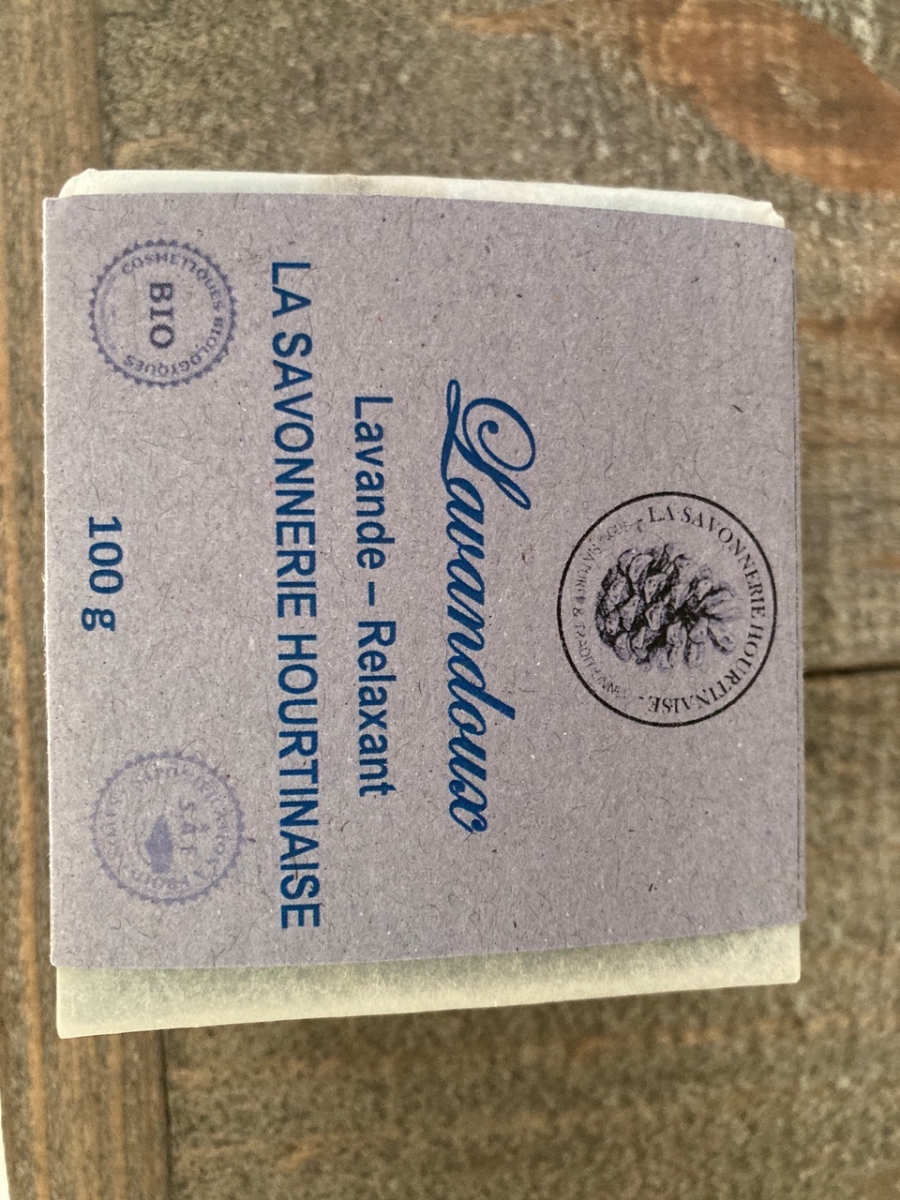 LA SAVONNERIE HOURTINAISE
Lavandoux
Lavande – Relaxant
LA SAVONNERIE HOURTINAISE
COSMETIQUES BIOLOGIQUES
BIO
100 g
S.A.F